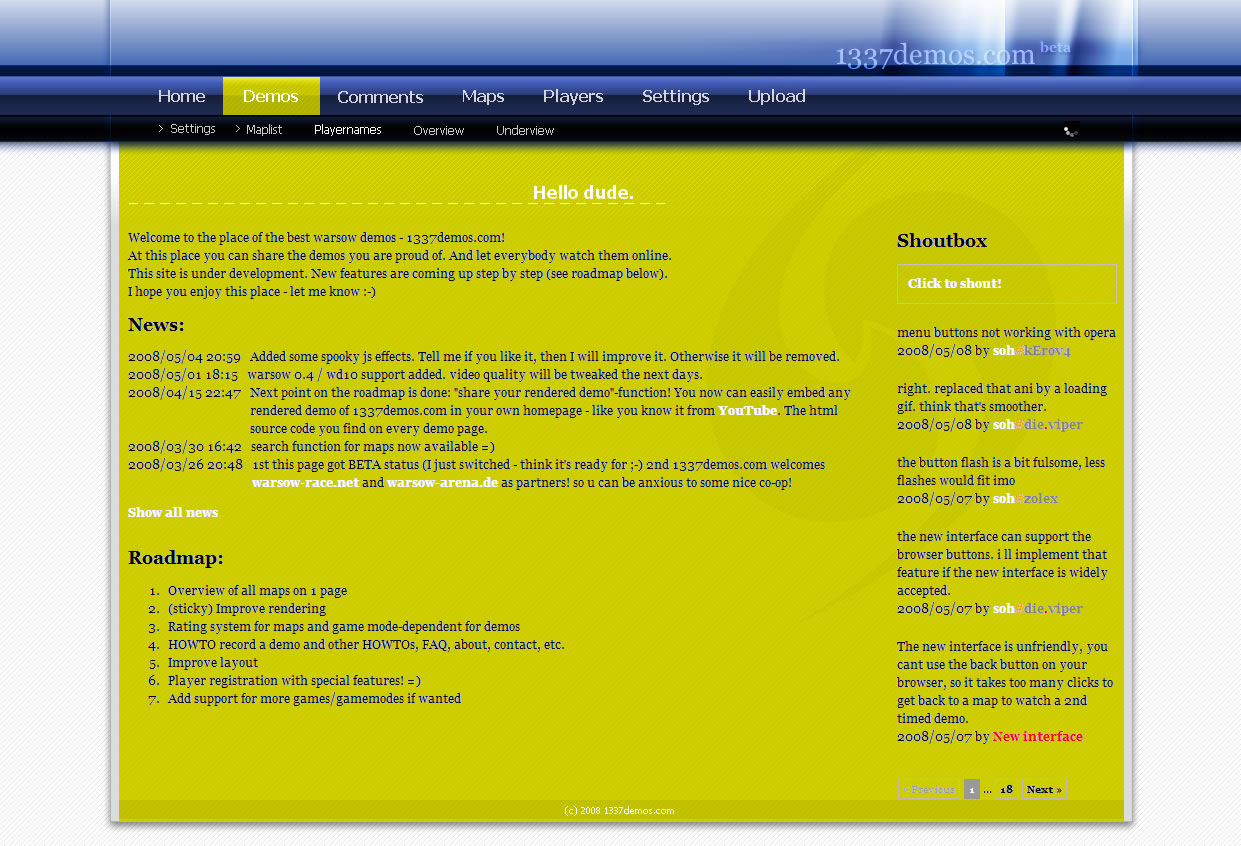 1337demos.com beta
Home Demos Comments Maps Players Settings Upload
Settings Maplist Playernames Overview Underview
Hello dude.
Welcome to the place of the best warsow demos - 1337demos.com!
At this place you can share the demos you are proud of. And let everybody watch them online.
This site is under development. New features are coming up step by step (see roadmap below).
I hope you enjoy this place - let me know :-)
News:
2008/05/04 20:59 Added some spooky js effects. Tell me if you like it, then I will improve it. Otherwise it will be removed.
2008/05/01 18:15 warsow 0.4 / wd10 support added. video quality will be tweaked the next days.
2008/04/15 22:47 Next point on the roadmap is done: "share your rendered demo"-function! You now can easily embed any
rendered demo of 1337demos.com in your own homepage - like you know it from YouTube. The html
source code you find on every demo page.
2008/03/30 16:42 search function for maps now available =)
2008/03/26 20:48 1st this page got BETA status (I just switched - think it's ready for ;-) 2nd 1337demos.com welcomes
warsow-race.net and warsow-arena.de as partners! so u can be anxious to some nice co-op!
Show all news
Roadmap:
1. Overview of all maps on 1 page
2. (sticky) Improve rendering
3. Rating system for maps and game mode-dependent for demos
4. HOWTO record a demo and other HOWTOs, FAQ, about, contact, etc.
5. Improve layout
6. Player registration with special features! =)
7. Add support for more games/gamemodes if wanted
Shoutbox
Click to shout!
menu buttons not working with opera
2008/05/08 by soh#kErov4
right. replaced that ani by a loading
gif. think that's smoother.
2008/05/08 by soh#die.viper
the button flash is a bit fulsome, less
flashes would fit imo
2008/05/07 by soh#zolex
the new interface can support the
browser buttons. i ll implement that
feature if the new interface is widely
accepted.
2008/05/07 by soh#die.viper
The new interface is unfriendly, you
cant use the back button on your
browser, so it takes too many clicks to
get back to a map to watch a 2nd
timed demo.
2008/05/07 by New interface
« Previous 1 ... 18 Next »
(c) 2008 1337demos.com